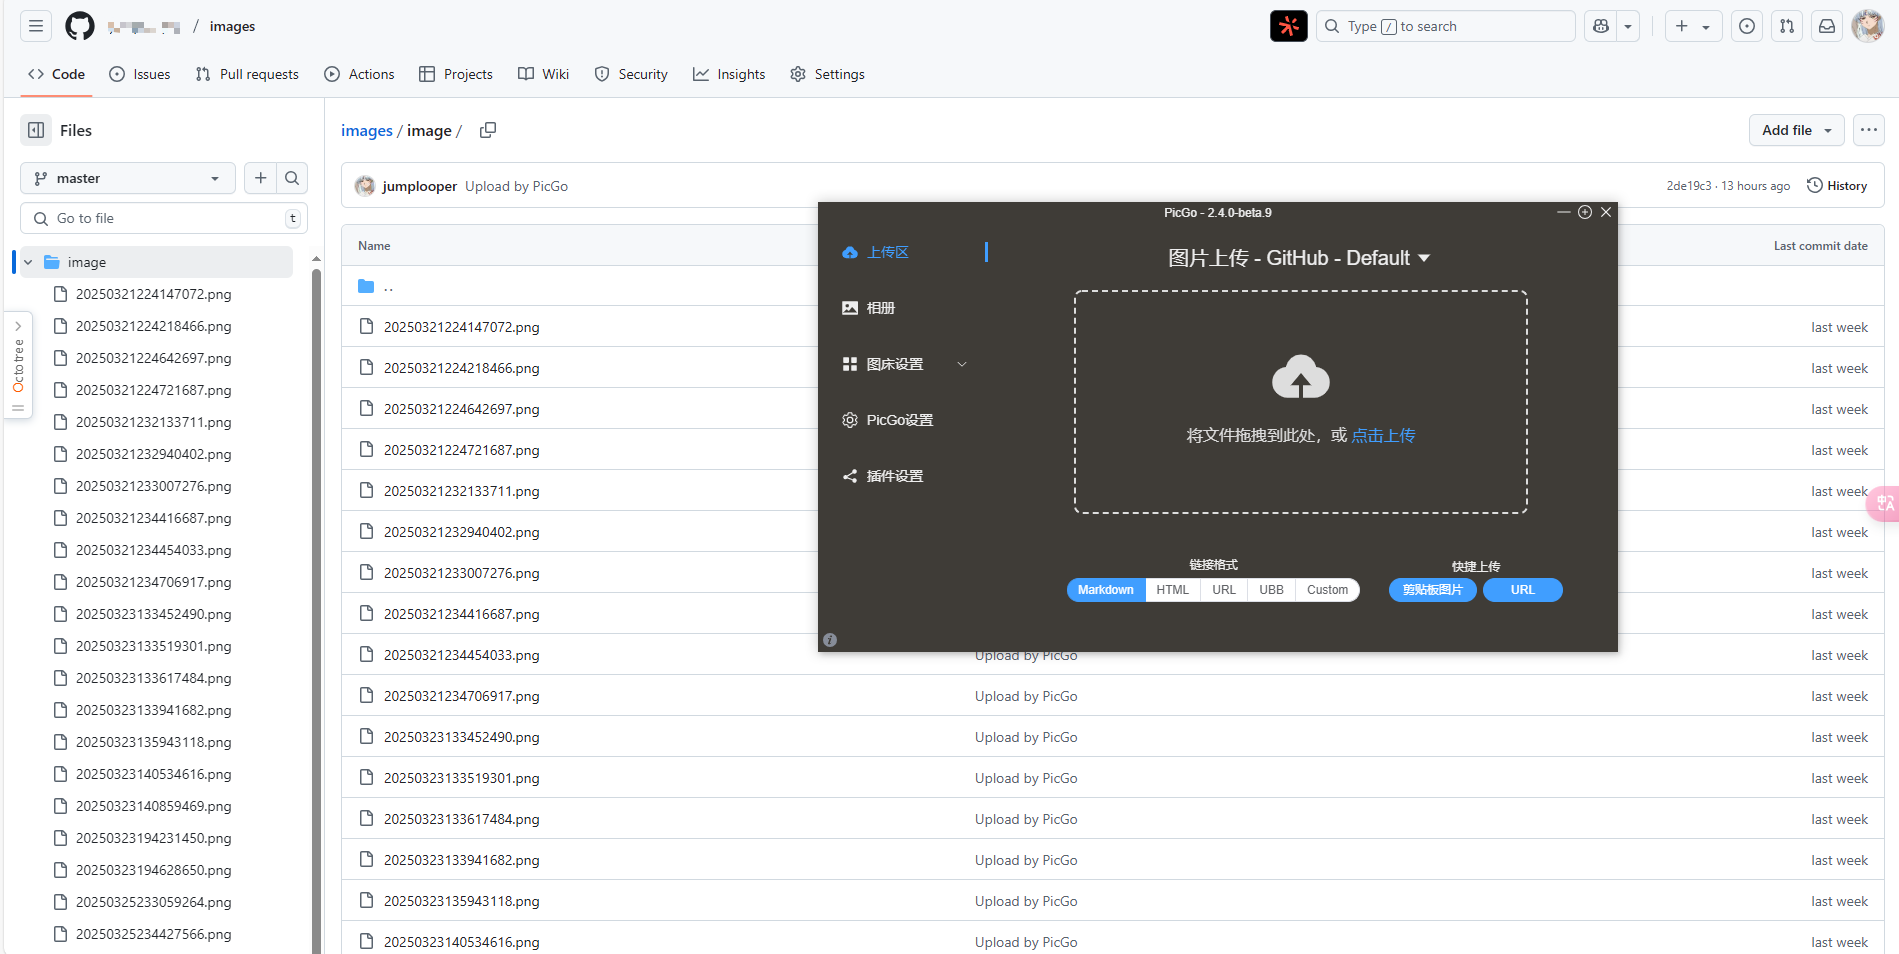 / images
Type / to search
Code
Issues
Pull requests
Actions
Projects
Wiki
Security
Insights
Settings
Files
master
Go to file
t
image
20250321224147072.png
20250321224218466.png
20250321224642697.png
20250321224721687.png
20250321232133711.png
20250321232940402.png
20250321233007276.png
20250321234416687.png
20250321234454033.png
20250321234706917.png
20250323133452490.png
20250323133519301.png
20250323133617484.png
20250323133941682.png
20250323135943118.png
20250323140534616.png
20250323140859469.png
20250323194231450.png
20250323194628650.png
20250325233059264.png
20250325234427566.png
Octotree
images / image /
Add file
jumplooper Upload by PicGo
2de19c3 · 13 hours ago
History
Name
Last commit date
..
20250321224147072.png last week
20250321224218466.png last week
20250321224642697.png last week
20250321224721687.png last week
20250321232133711.png last week
20250321232940402.png last week
20250321233007276.png last week
20250321234416687.png last week
20250321234454033.png Upload by PicGo last week
20250321234706917.png Upload by PicGo last week
20250323133452490.png Upload by PicGo last week
20250323133519301.png Upload by PicGo last week
20250323133617484.png Upload by PicGo last week
20250323133941682.png Upload by PicGo last week
20250323135943118.png Upload by PicGo last week
20250323140534616.png Upload by PicGo last week
PicGo - 2.4.0-beta.9
上传区
相册
图床设置
PicGo设置
插件设置
图片上传 - GitHub - Default
将文件拖拽到此处，或 点击上传
链接格式
Markdown HTML URL UBB Custom
快捷上传
剪贴板图片 URL